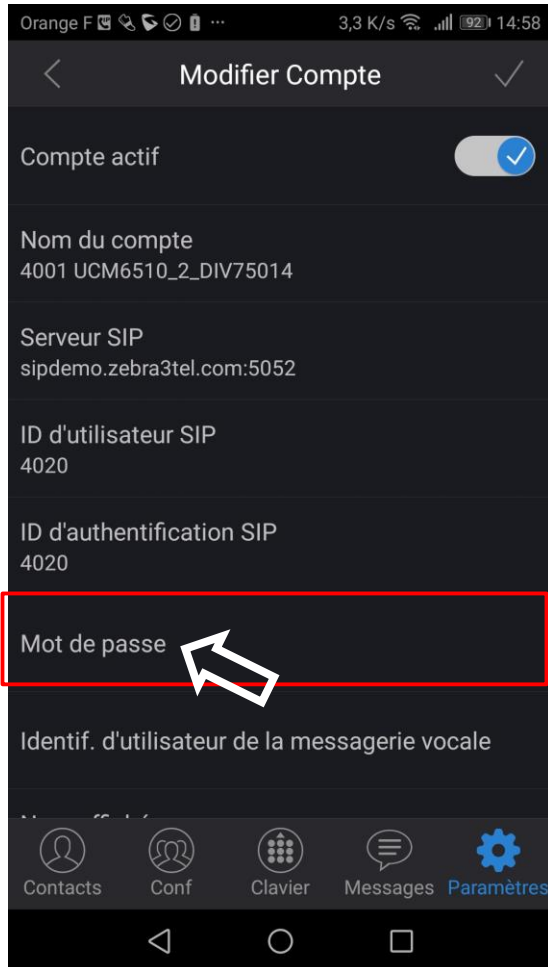 Orange F 3,3 K/s 92 14:58
Modifier Compte
Compte actif
Nom du compte
4001 UCM6510_2_DIV75014
Serveur SIP
sipdemo.zebra3tel.com:5052
ID d'utilisateur SIP
4020
ID d'authentification SIP
4020
Mot de passe
Identif. d'utilisateur de la messagerie vocale
Contacts Conf Clavier Messages Paramètres